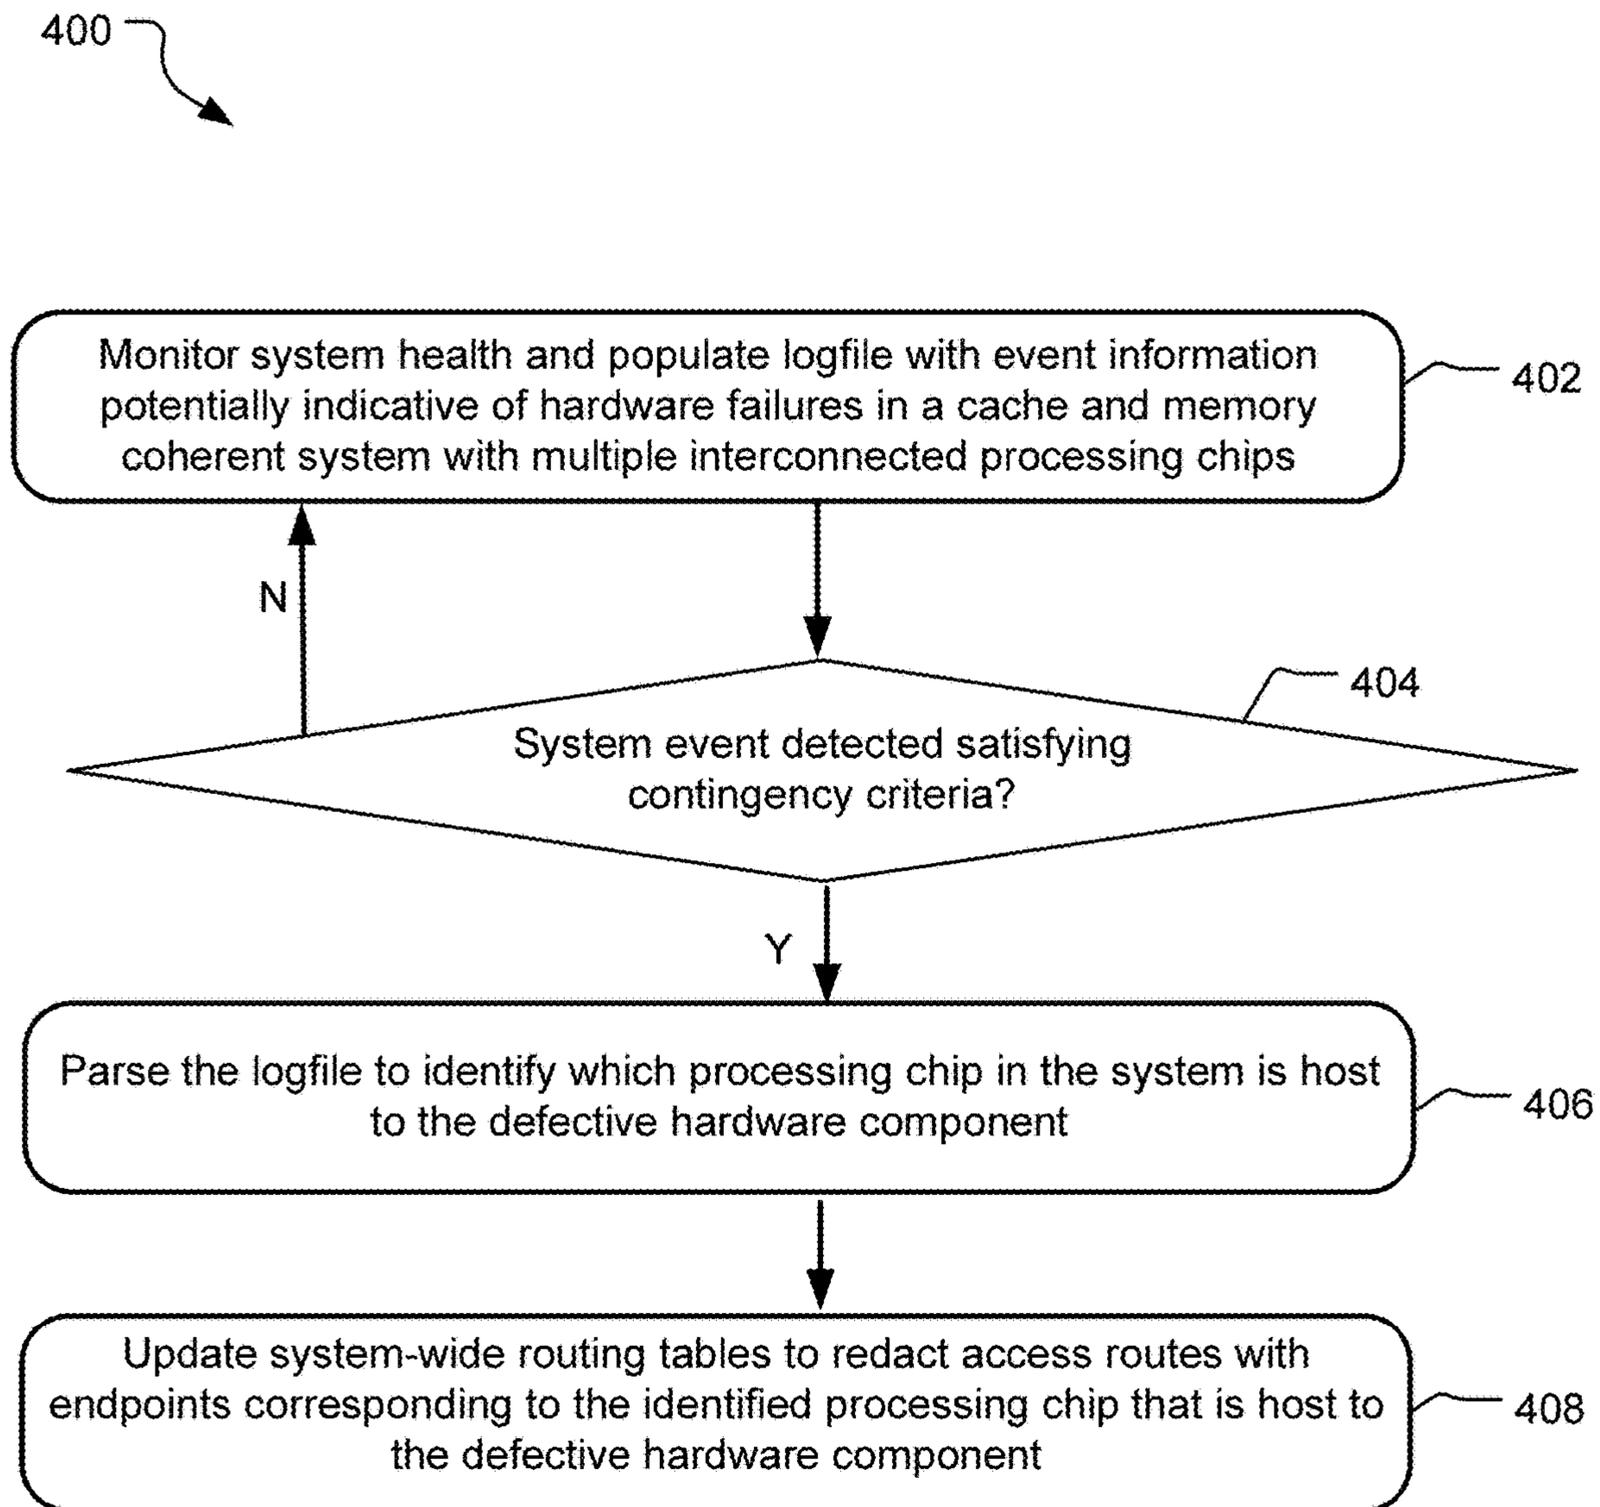 400
Monitor system health and populate logfile with event information
potentially indicative of hardware failures in a cache and memory
coherent system with multiple interconnected processing chips
402
N
404
System event detected satisfying
contingency criteria?
Y
Parse the logfile to identify which processing chip in the system is host
to the defective hardware component
406
Update system-wide routing tables to redact access routes with
endpoints corresponding to the identified processing chip that is host to
the defective hardware component
408